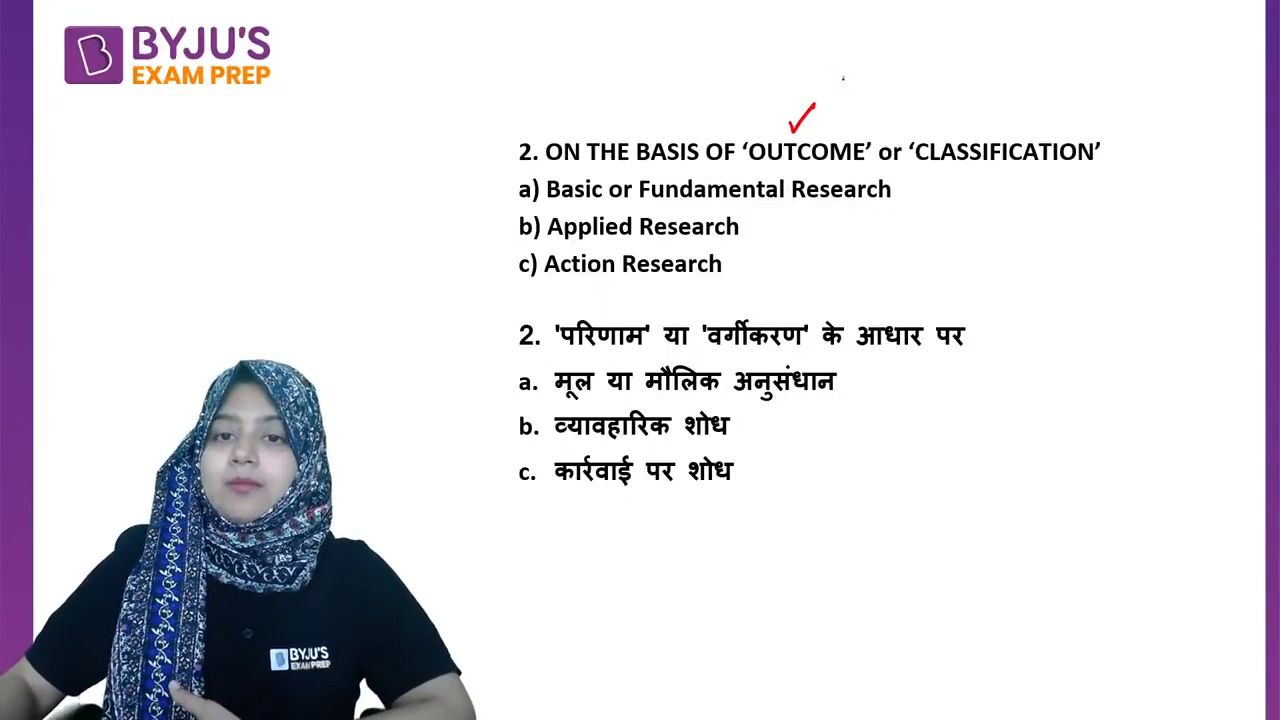 BYJU'S
EXAM PREP
2. ON THE BASIS OF ‘OUTCOME’ or ‘CLASSIFICATION’
a) Basic or Fundamental Research
b) Applied Research
c) Action Research
2. 'परिणाम' या 'वर्गीकरण' के आधार पर
a. मूल या मौलिक अनुसंधान
b. व्यावहारिक शोध
c. कार्रवाई पर शोध
BYJU'S
EXAM PREP